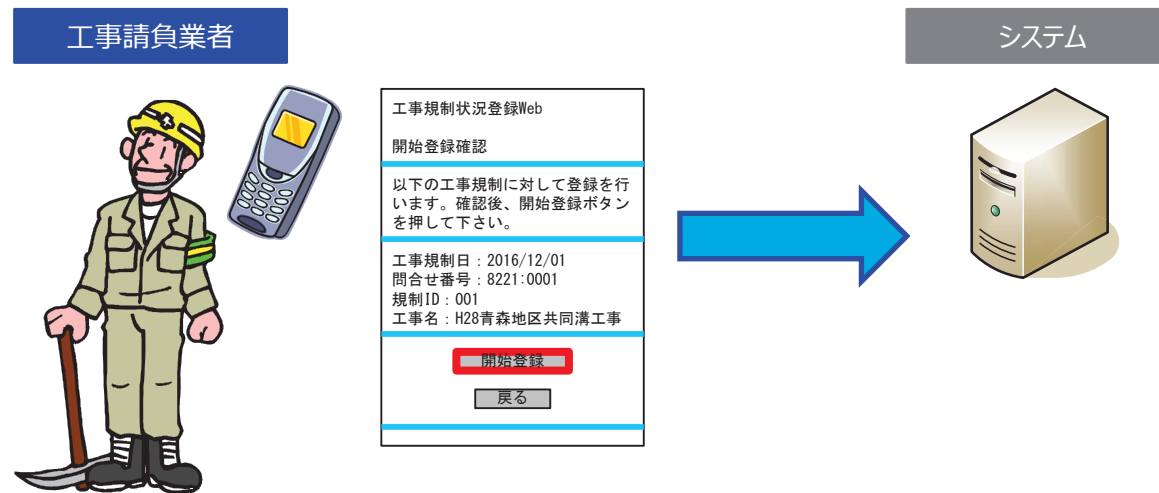 工事請負業者
システム
工事規制状況登録Web
開始登録確認
以下の工事規制に対して登録を行
います。確認後、開始登録ボタン
を押して下さい。
工事規制日：2016/12/01
問合せ番号：8221:0001
規制ID：001
工事名：H28青森地区共同溝工事
開始登録
戻る